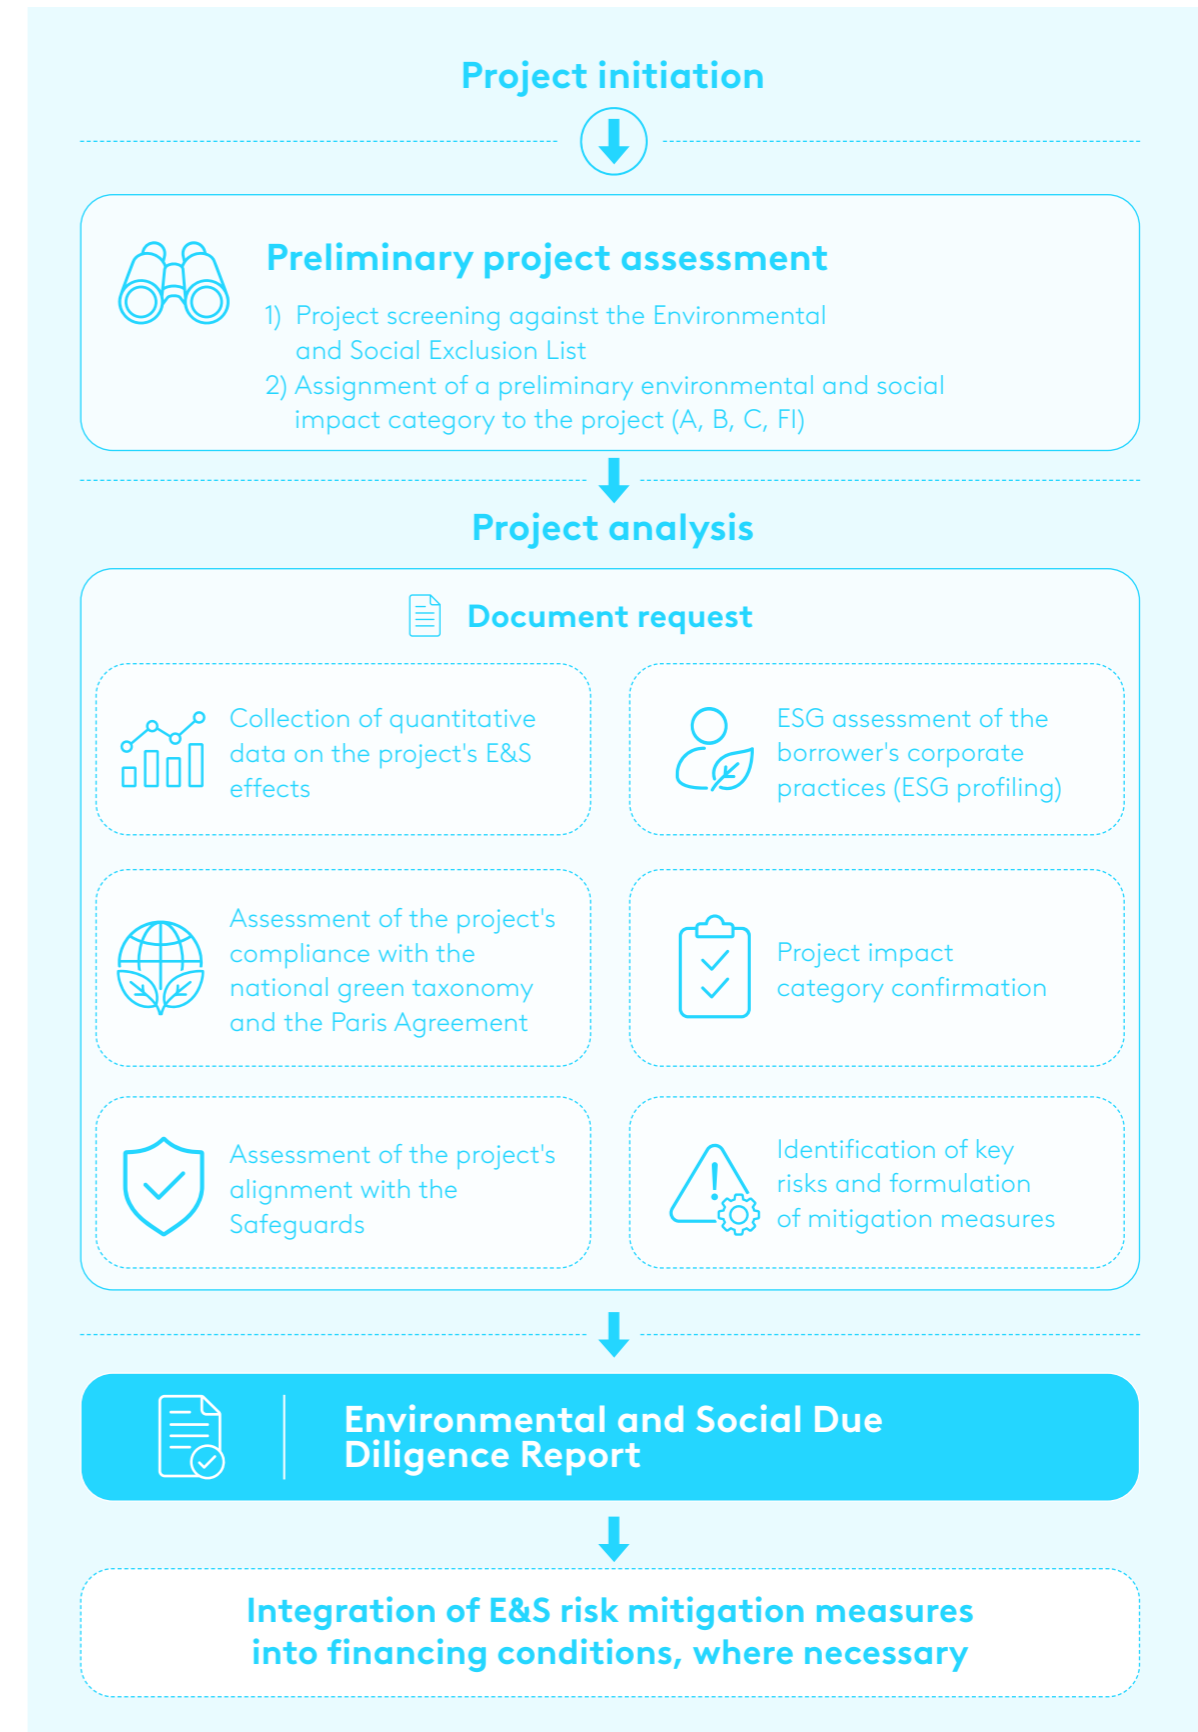 Project initiation
Preliminary project assessment
1) Project screening against the Environmental
and Social Exclusion List
2) Assignment of a preliminary environmental and social
impact category to the project (A, B, C, FI)
Project analysis
Document request
Collection of quantitative
data on the project's E&S
effects
ESG assessment of the
borrower's corporate
practices (ESG profiling)
Assessment of the project's
compliance with the
national green taxonomy
and the Paris Agreement
Project impact
category confirmation
Assessment of the project's
alignment with the
Safeguards
Identification of key
risks and formulation
of mitigation measures
Environmental and Social Due
Diligence Report
Integration of E&S risk mitigation measures
into financing conditions, where necessary